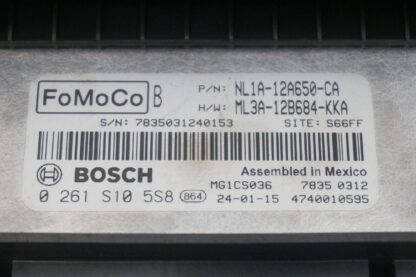 FoMoCo B P/N: NL1A-12A650-CA
H/W: ML3A-12B684-KKA
S/N: 7835031240153 SITE: S66FF
BOSCH Assembled in Mexico
MG1CS036 7835 0312
0 261 S10 5S8 864 24-01-15 4740010595